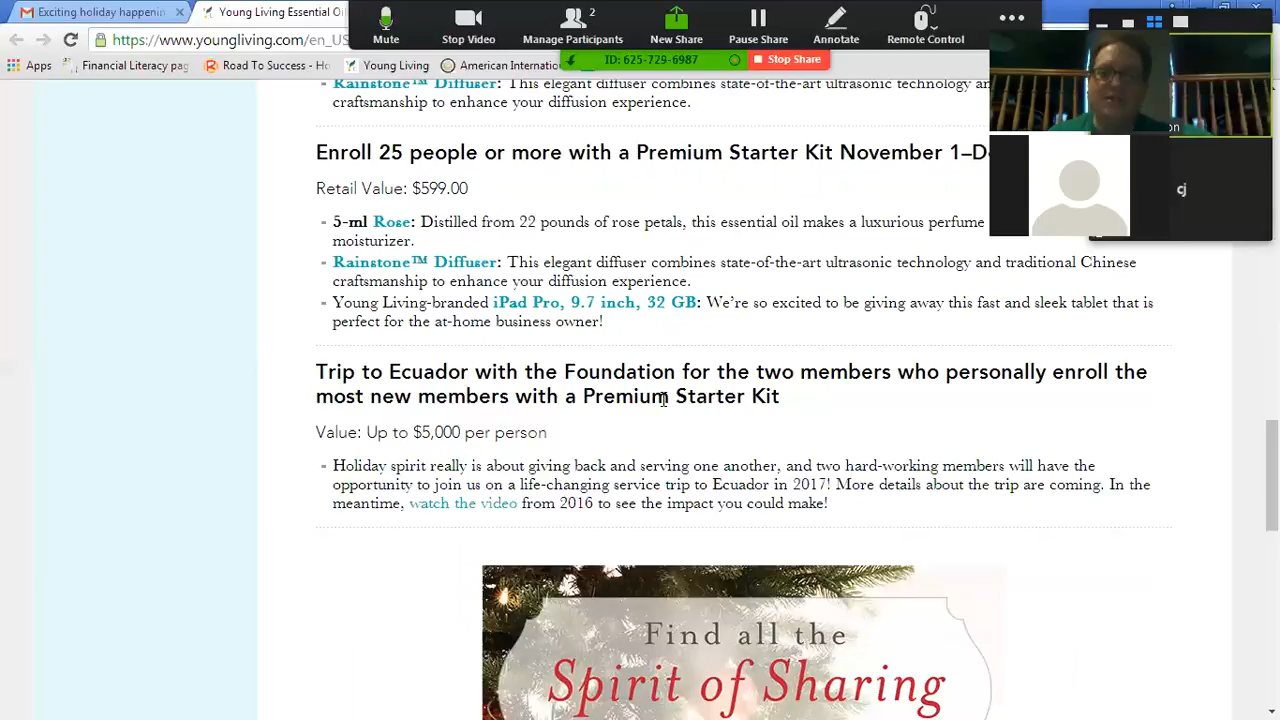 Exciting holiday happenin
Young Living Essential Oi
Mute
Stop Video
2
Manage Participants
New Share
Pause Share
Annotate
Remote Control
https://www.youngliving.com/en_US
ID: 625-729-6987
Stop Share
Apps
Financial Literacy pag
Road To Success - Ho
Young Living
American Internatio
Rainstone™ Diffuser: This elegant diffuser combines state-of-the-art ultrasonic technology an
craftsmanship to enhance your diffusion experience.
on
Enroll 25 people or more with a Premium Starter Kit November 1–D
Retail Value: $599.00
cj
5-ml Rose: Distilled from 22 pounds of rose petals, this essential oil makes a luxurious perfume
moisturizer.
Rainstone™ Diffuser: This elegant diffuser combines state-of-the-art ultrasonic technology and traditional Chinese
craftsmanship to enhance your diffusion experience.
Young Living-branded iPad Pro, 9.7 inch, 32 GB: We're so excited to be giving away this fast and sleek tablet that is
perfect for the at-home business owner!
Trip to Ecuador with the Foundation for the two members who personally enroll the
most new members with a Premium Starter Kit
Value: Up to $5,000 per person
Holiday spirit really is about giving back and serving one another, and two hard-working members will have the
opportunity to join us on a life-changing service trip to Ecuador in 2017! More details about the trip are coming. In the
meantime, watch the video from 2016 to see the impact you could make!
Find all the
Spirit of Sharing